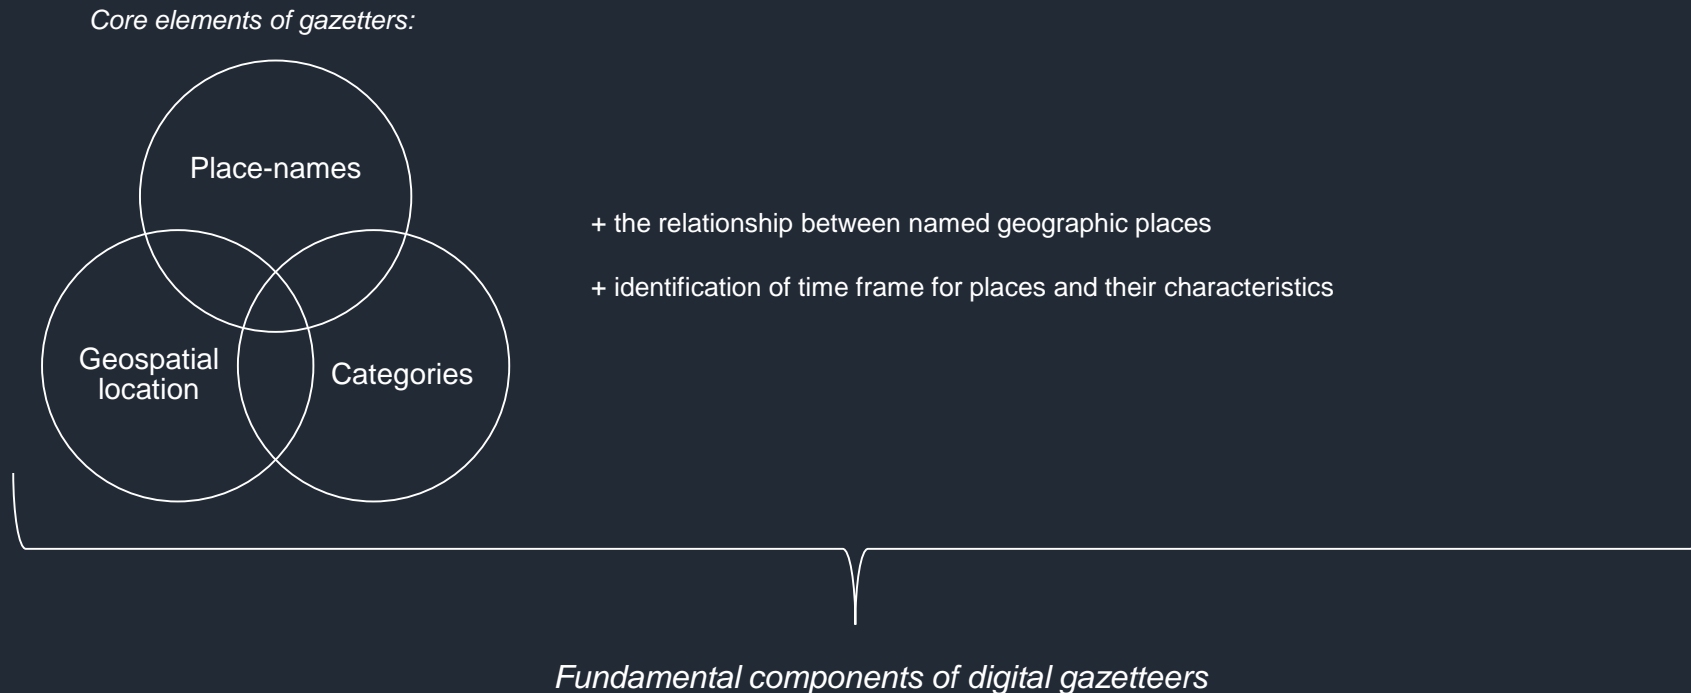 Core elements of gazetters:
Place-names
Geospatial
location
Categories
+ the relationship between named geographic places
+ identification of time frame for places and their characteristics
Fundamental components of digital gazetteers